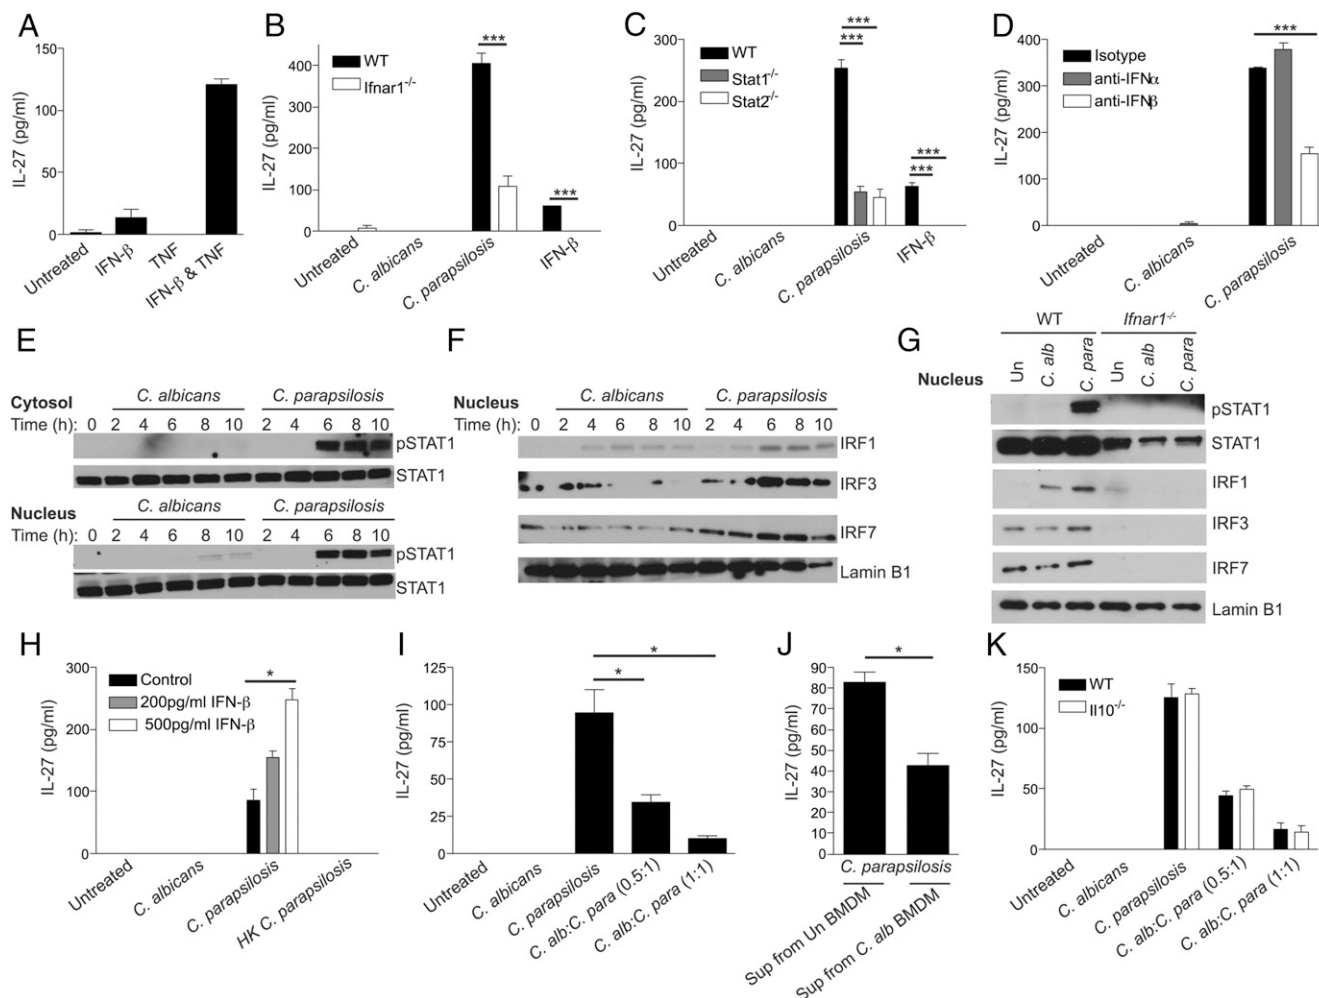 A
IL-27 (pg/ml)
150
100
50
0
Untreated
IFN-β
TNF
IFN-β & TNF
B
IL-27 (pg/ml)
400
300
200
100
0
WT
Ifnar1-/-
***
***
Untreated
C. albicans
C. parapsilosis
IFN-β
C
IL-27 (pg/ml)
300
200
100
0
WT
Stat1-/-
Stat2-/-
***
***
***
***
Untreated
C. albicans
C. parapsilosis
IFN-β
D
IL-27 (pg/ml)
400
300
200
100
0
Isotype
anti-IFNα
anti-IFNβ
***
Untreated
C. albicans
C. parapsilosis
E
C. albicans C. parapsilosis
Cytosol
Time (h): 0 2 4 6 8 10 2 4 6 8 10
pSTAT1
STAT1
C. albicans C. parapsilosis
Nucleus
Time (h): 0 2 4 6 8 10 2 4 6 8 10
pSTAT1
STAT1
F
C. albicans C. parapsilosis
Nucleus
Time (h): 0 2 4 6 8 10 2 4 6 8 10
IRF1
IRF3
IRF7
Lamin B1
G
WT Ifnar1-/-
Nucleus Un C. alb C. para Un C. alb C. para
pSTAT1
STAT1
IRF1
IRF3
IRF7
Lamin B1
H
IL-27 (pg/ml)
300
200
100
0
Control
200pg/ml IFN-β
500pg/ml IFN-β
*
Untreated
C. albicans
C. parapsilosis
HK C. parapsilosis
I
IL-27 (pg/ml)
125
100
75
50
25
0
*
*
Untreated
C. albicans
C. parapsilosis
C. alb:C. para (0.5:1)
C. alb:C. para (1:1)
J
IL-27 (pg/ml)
90
80
70
60
50
40
30
20
10
0
*
C. parapsilosis
Sup from Un BMDM
Sup from C. alb BMDM
K
IL-27 (pg/ml)
150
100
50
0
WT
Il10-/-
Untreated
C. albicans
C. parapsilosis
C. alb:C. para (0.5:1)
C. alb:C. para (1:1)